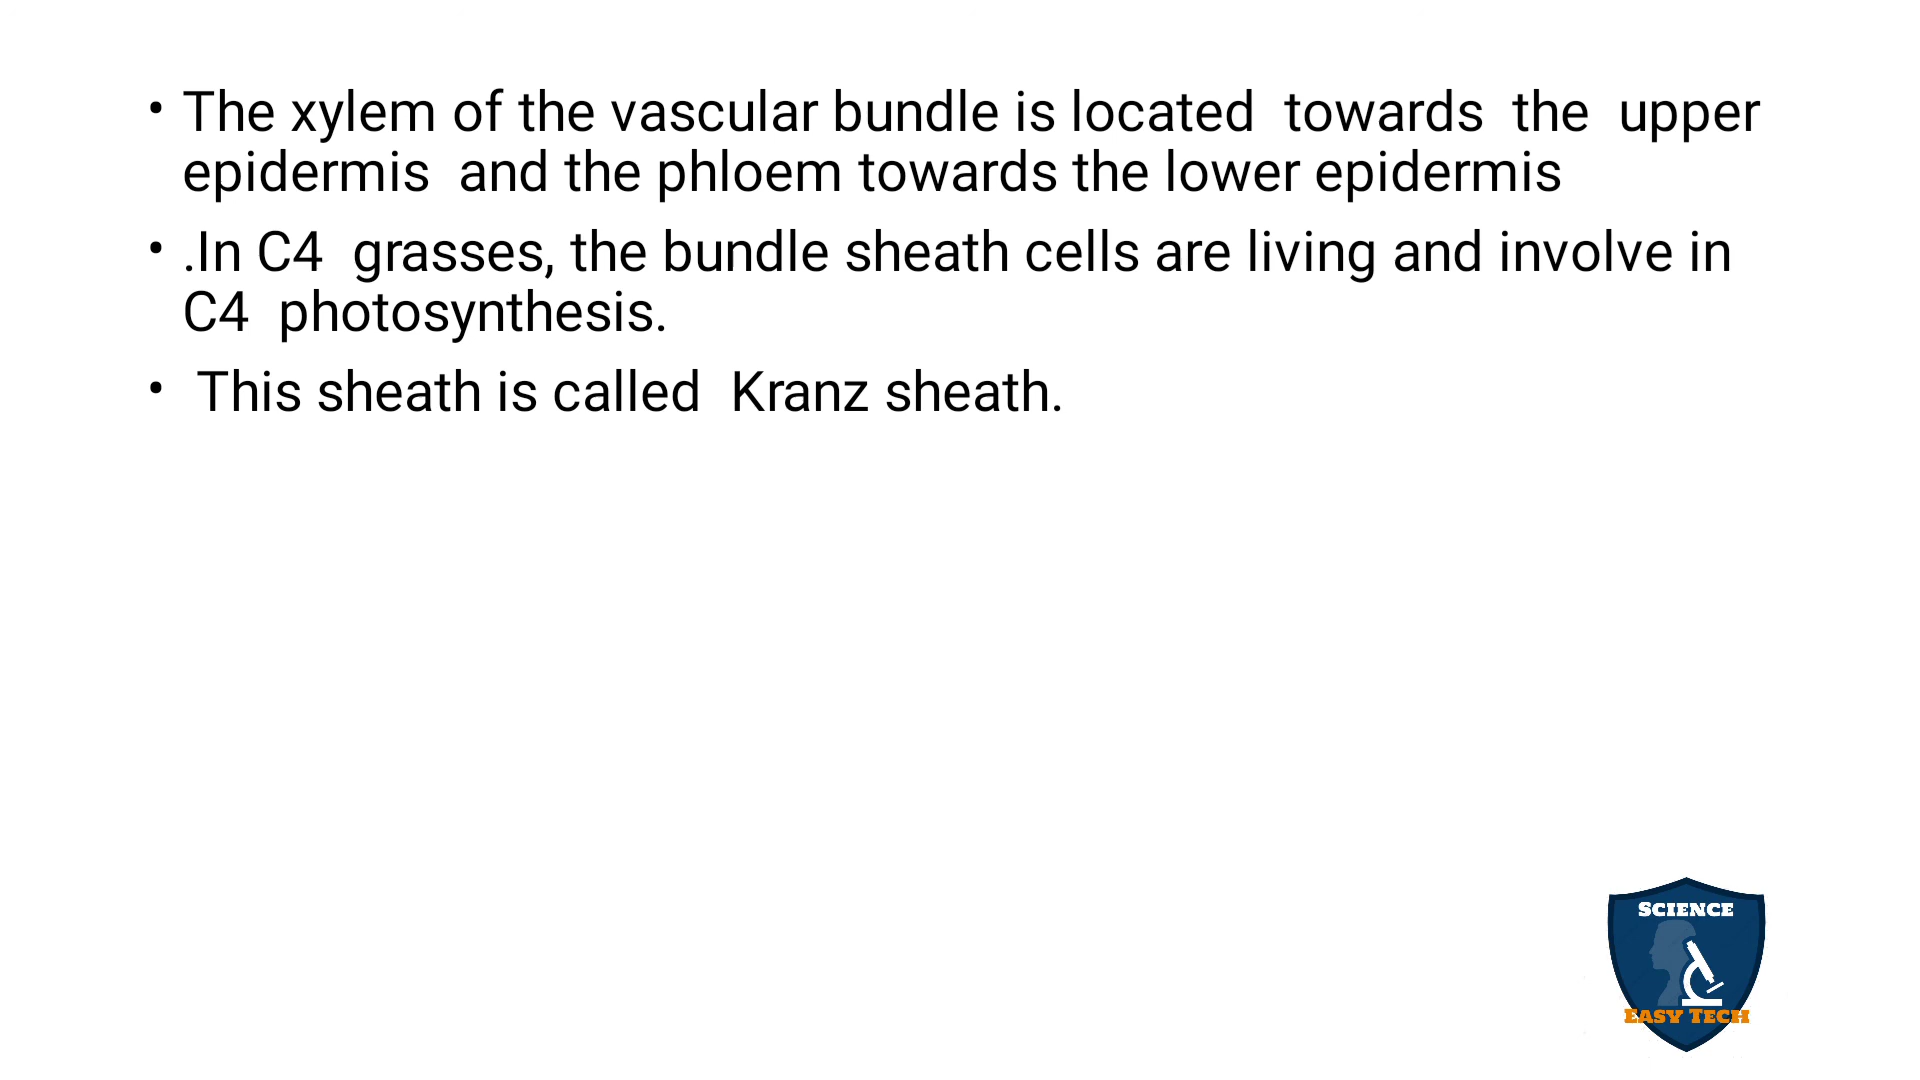 • The xylem of the vascular bundle is located  towards  the  upper
epidermis  and the phloem towards the lower epidermis
• .In C4  grasses, the bundle sheath cells are living and involve in
C4  photosynthesis.
•  This sheath is called  Kranz sheath.
SCIENCE
EASY TECH